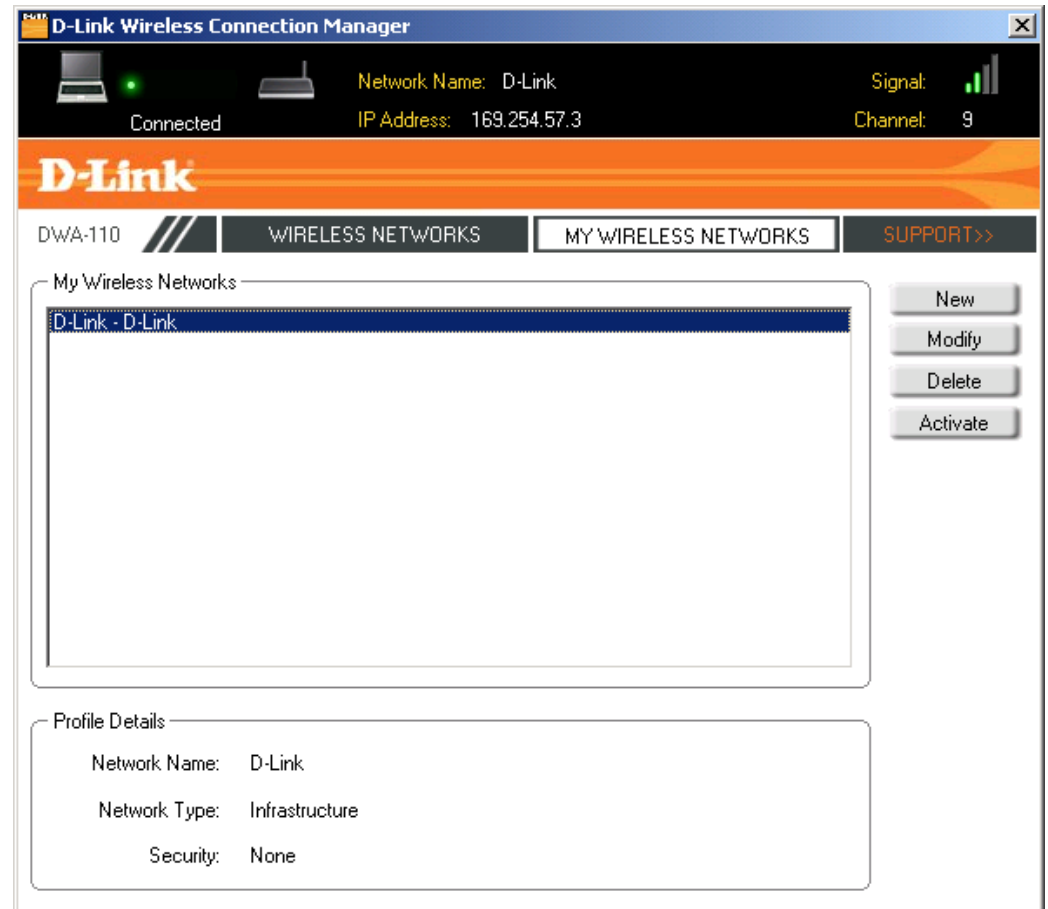 D-Link Wireless Connection Manager
Network Name: D-Link Signal:
Connected IP Address: 169.254.57.3 Channel: 9
D-Link
DWA-110 WIRELESS NETWORKS MY WIRELESS NETWORKS SUPPORT>>
My Wireless Networks
D-Link - D-Link
New
Modify
Delete
Activate
Profile Details
Network Name: D-Link
Network Type: Infrastructure
Security: None